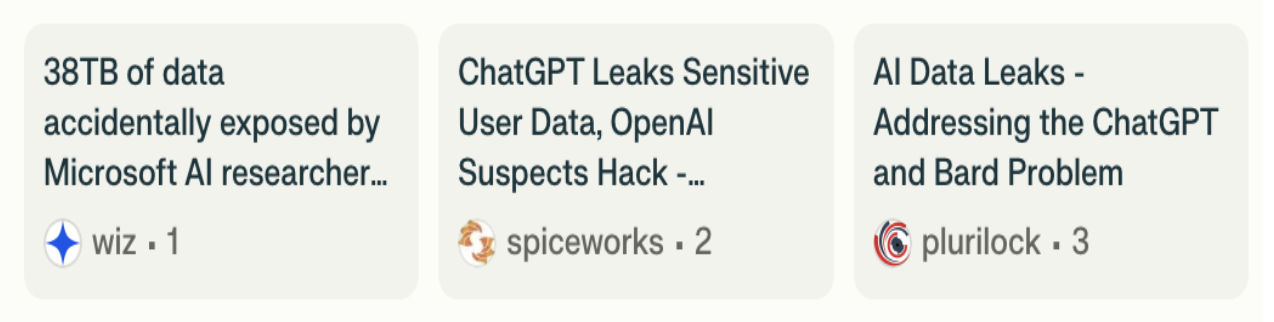 38TB of data
accidentally exposed by
Microsoft AI researcher...
wiz · 1
ChatGPT Leaks Sensitive
User Data, OpenAI
Suspects Hack -...
spiceworks · 2
AI Data Leaks -
Addressing the ChatGPT
and Bard Problem
plurilock · 3